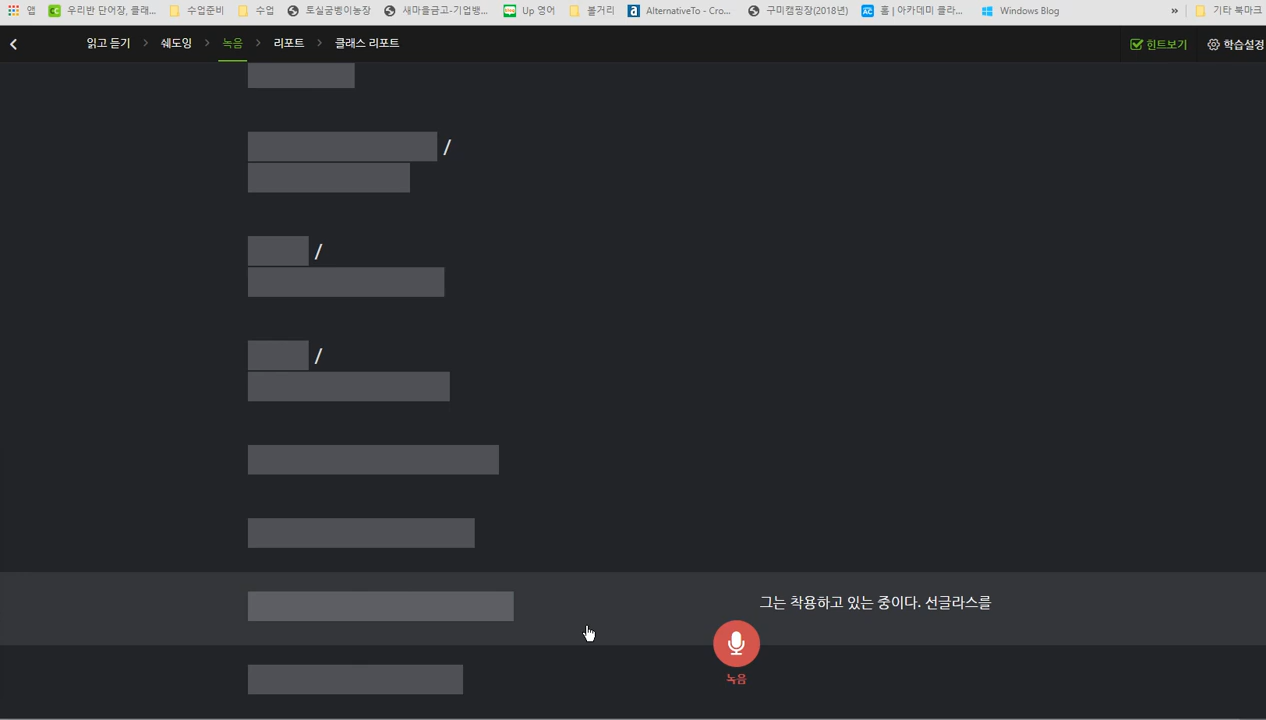 앱 우리반 단어장, 클래... 수업준비 수업 토실굼벵이농장 새마을금고-기업뱅... Up 영어 볼거리 AlternativeTo - Cro... 구미캠핑장(2018년) 홈 | 아카데미 클라... Windows Blog » 기타 북마크
읽고 듣기 > 쉐도잉 > 녹음 > 리포트 > 클래스 리포트 힌트보기 학습설정
/
/
/
그는 착용하고 있는 중이다. 선글라스를
녹음